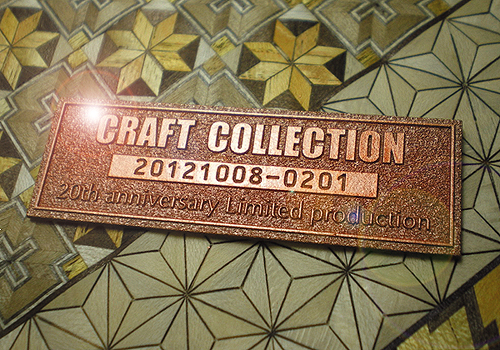 CRAFT COLLECTION
20121008-0201
20th anniversary Limited production